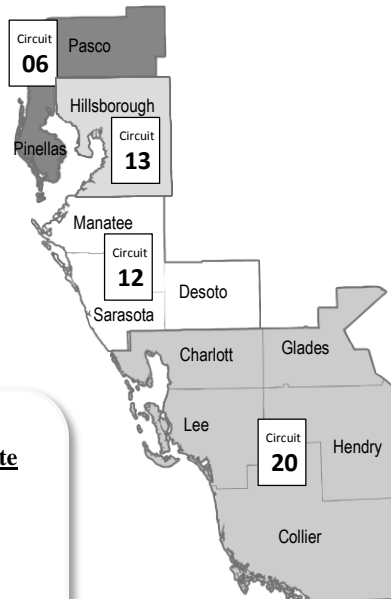 Circuit
06
Pasco
Hillsborough
Circuit
13
Pinellas
Manatee
Circuit
12
Desoto
Sarasota
Charlott
Glades
Lee
Circuit
20
Hendry
Collier
te